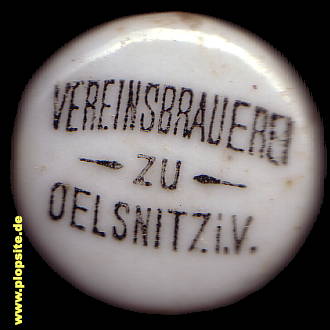 VEREINSBRAUEREI
ZU
OELSNITZ i.V.
www.plopsite.de